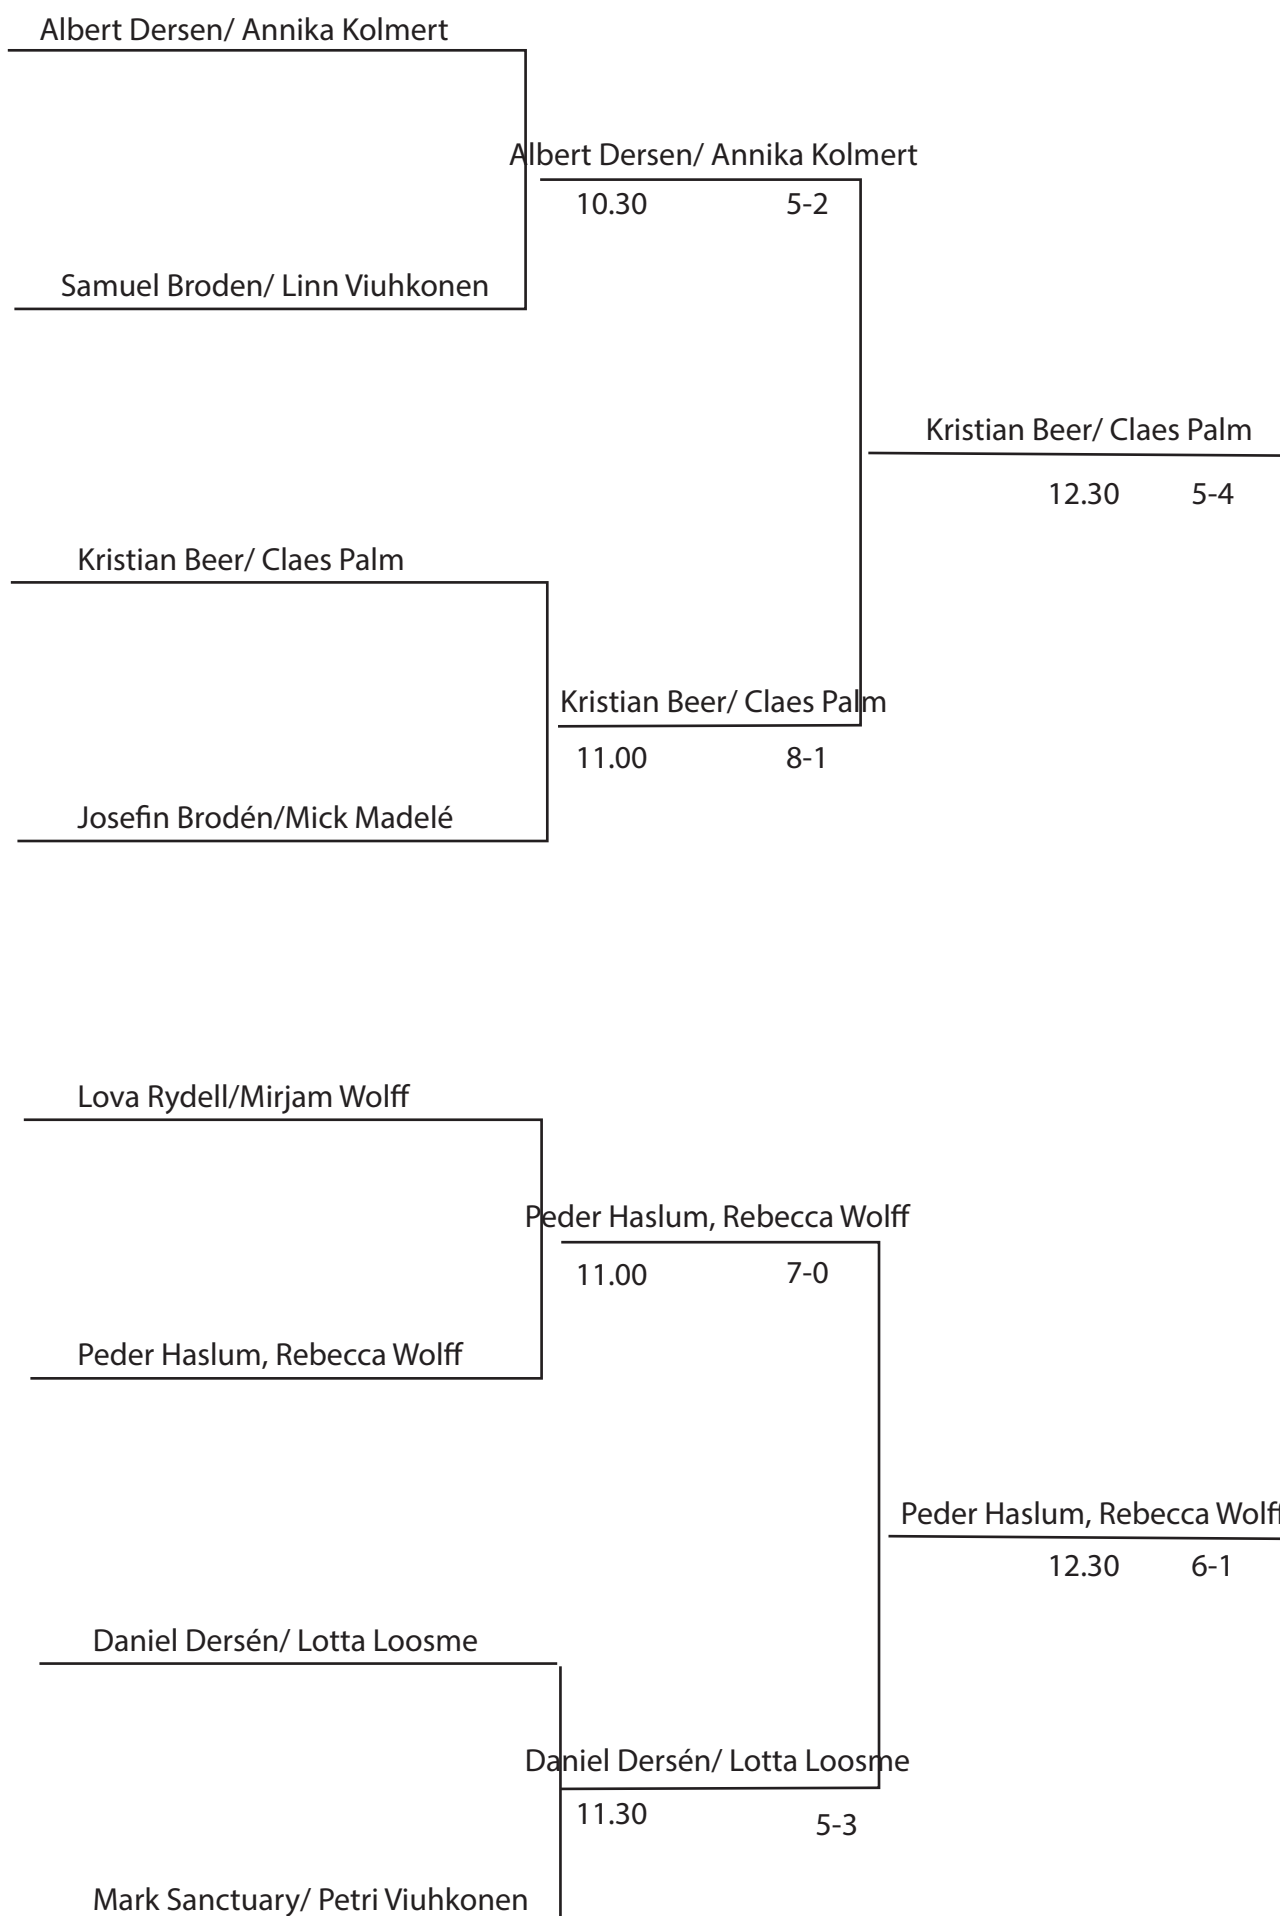 Albert Dersen/ Annika Kolmert
Albert Dersen/ Annika Kolmert
10.30 5-2
Samuel Broden/ Linn Viuhkonen
Kristian Beer/ Claes Palm
12.30 5-4
Kristian Beer/ Claes Palm
Kristian Beer/ Claes Palm
11.00 8-1
Josefin Brodén/Mick Madelé
Lova Rydell/Mirjam Wolff
Peder Haslum, Rebecca Wolff
11.00 7-0
Peder Haslum, Rebecca Wolff
Peder Haslum, Rebecca Wolff
12.30 6-1
Daniel Dersén/ Lotta Loosme
Daniel Dersén/ Lotta Loosme
11.30 5-3
Mark Sanctuary/ Petri Viuhkonen